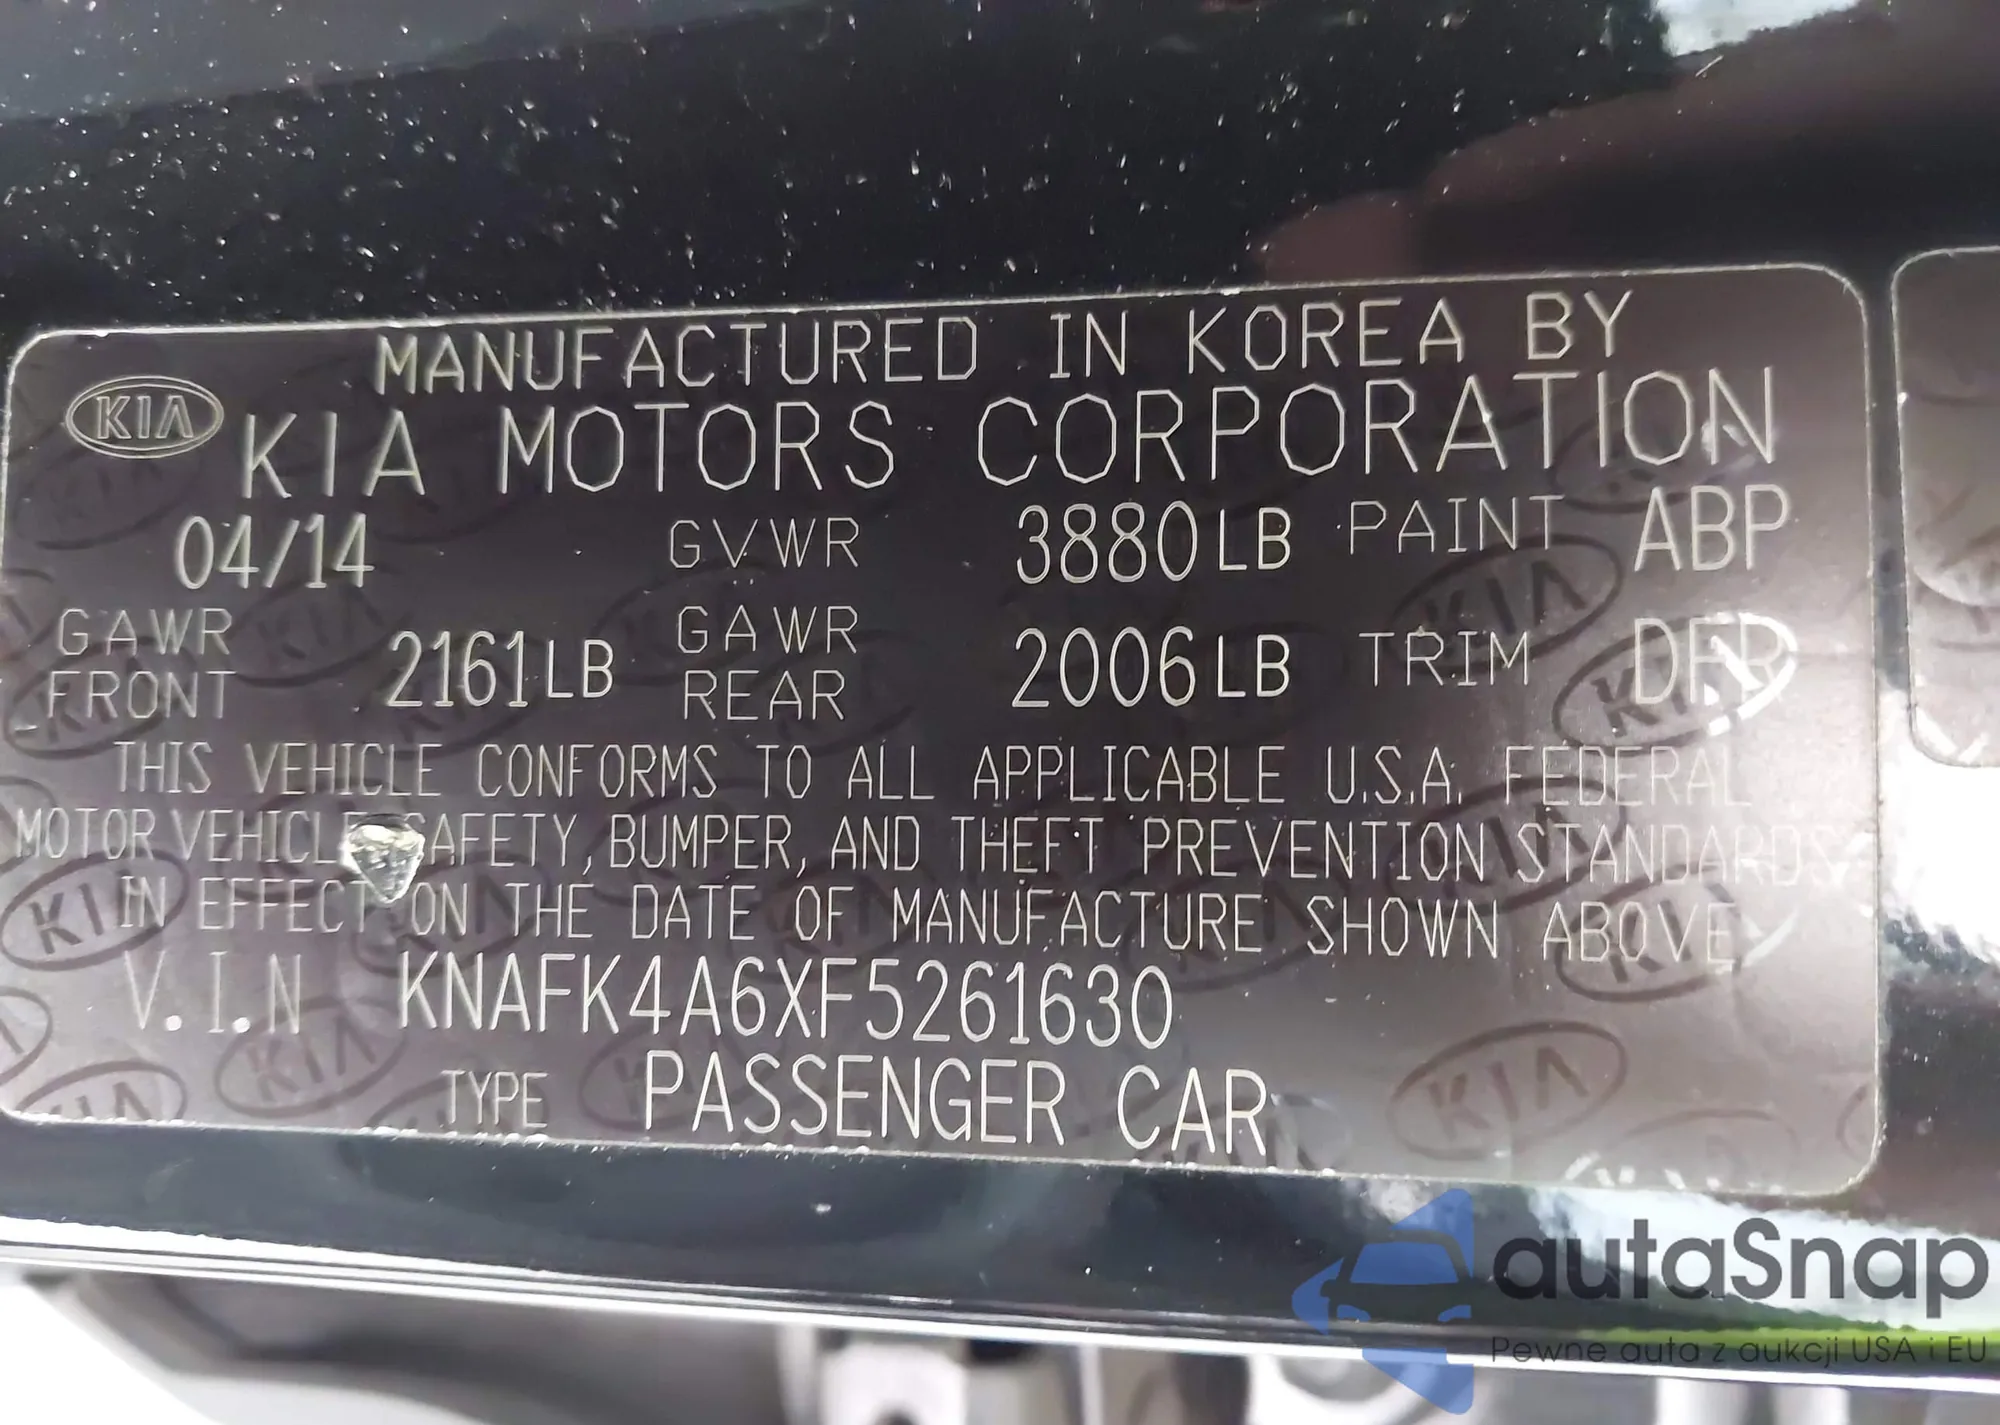 MANUFACTURED IN KOREA BY
KIA KIA MOTORS CORPORATION
04/14 GVWR 3880LB PAINT ABP
GAWR FRONT 2161LB GAWR REAR 2006LB TRIM DFR
THIS VEHICLE CONFORMS TO ALL APPLICABLE U.S.A. FEDERAL
MOTOR VEHICLE SAFETY, BUMPER, AND THEFT PREVENTION STANDARDS
IN EFFECT ON THE DATE OF MANUFACTURE SHOWN ABOVE
V.I.N KNAFK4A6XF5261630
TYPE PASSENGER CAR
autaSnap
Pewne auta z aukcji USA i EU